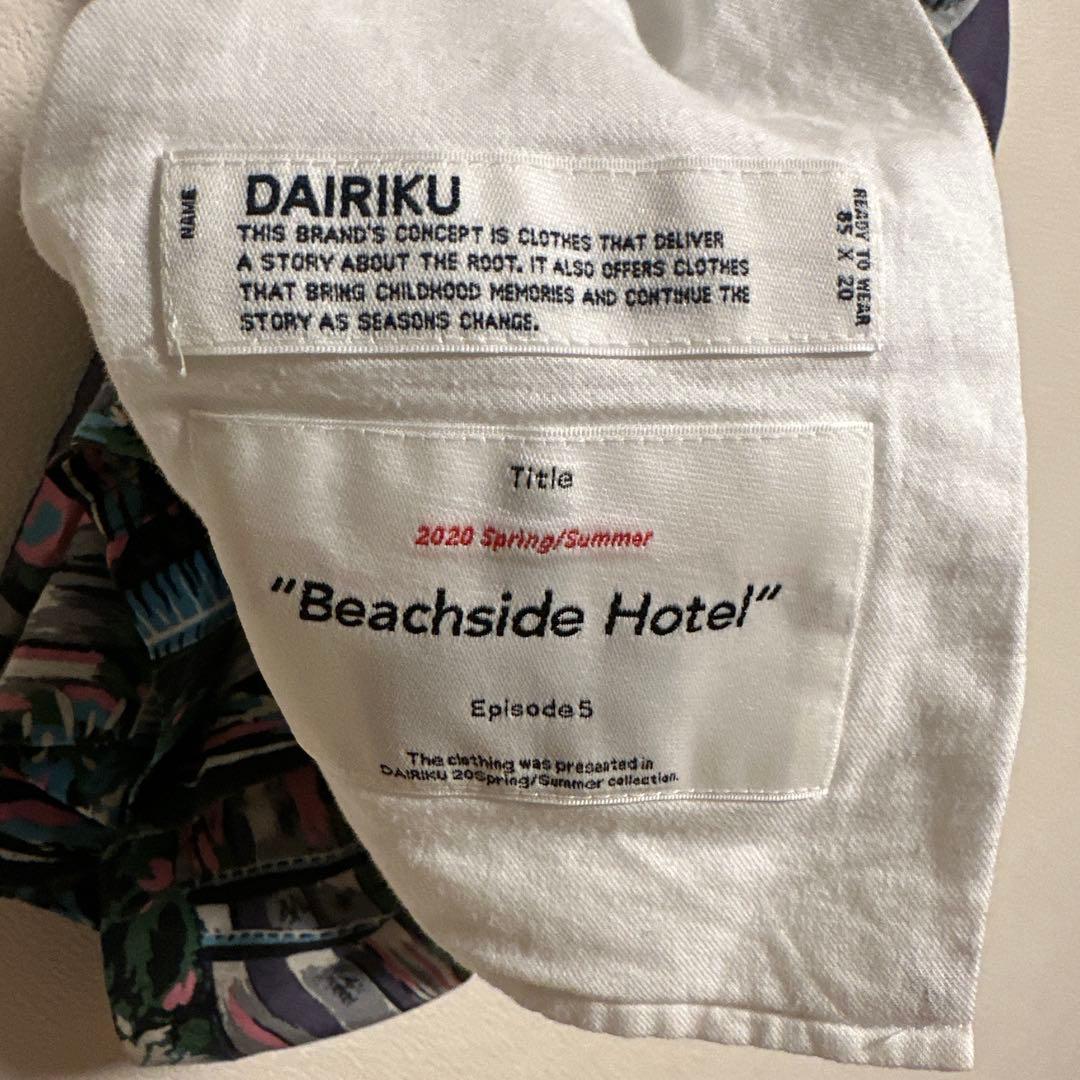 NAME
DAIRIKU
THIS BRAND'S CONCEPT IS CLOTHES THAT DELIVER
A STORY ABOUT THE ROOT. IT ALSO OFFERS CLOTHES
THAT BRING CHILDHOOD MEMORIES AND CONTINUE THE
STORY AS SEASONS CHANGE.
READY TO WEAR
85 X 20
Title
2020 Spring/Summer
“Beachside Hotel”
Episode 5
The clothing was presented in
DAIRIKU 20Spring/Summer collection.